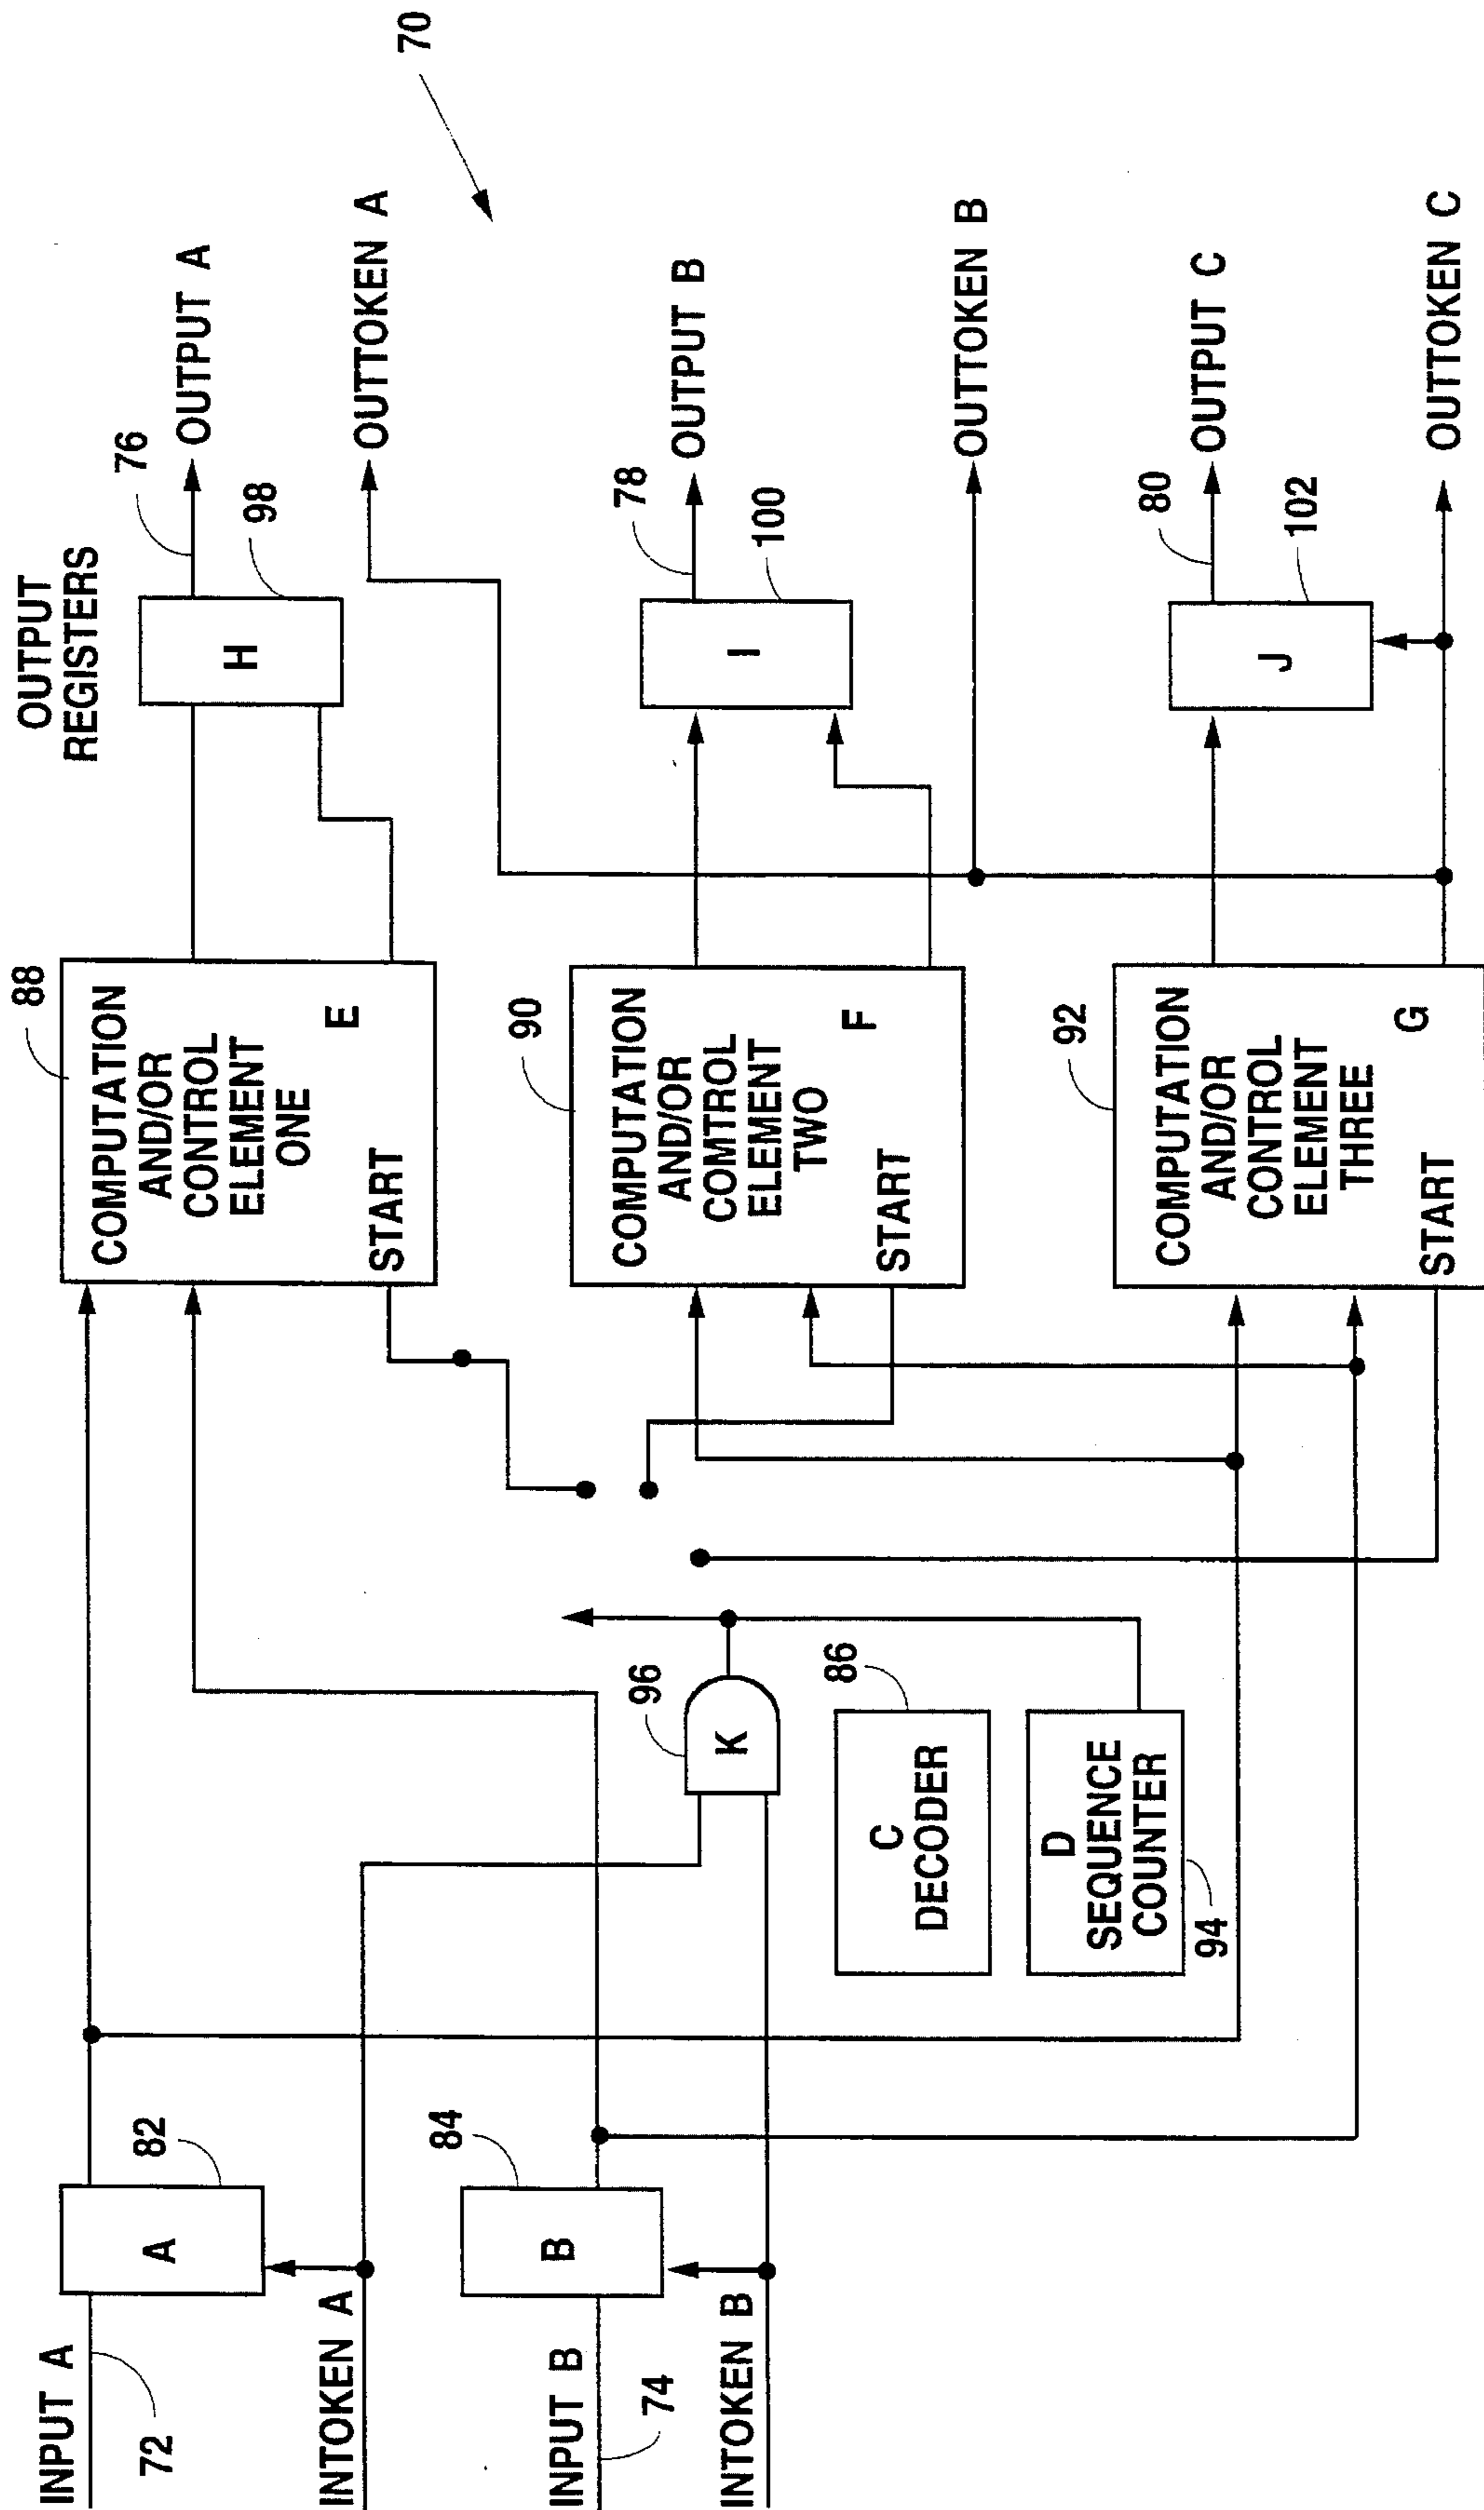 70
OUTPUT
REGISTERS
INPUT A
72
A
82
INTOKEN A
88
COMPUTATION
AND/OR
CONTROL
ELEMENT
ONE
E
START
H
98
76
OUTPUT A
OUTTOKEN A
INPUT B
74
B
84
INTOKEN B
K
96
C
DECODER
86
D
SEQUENCE
COUNTER
94
90
COMPUTATION
AND/OR
COMTROL
ELEMENT
TWO
F
START
I
100
78
OUTPUT B
OUTTOKEN B
92
COMPUTATION
AND/OR
CONTROL
ELEMENT
THREE
G
START
J
102
80
OUTPUT C
OUTTOKEN C